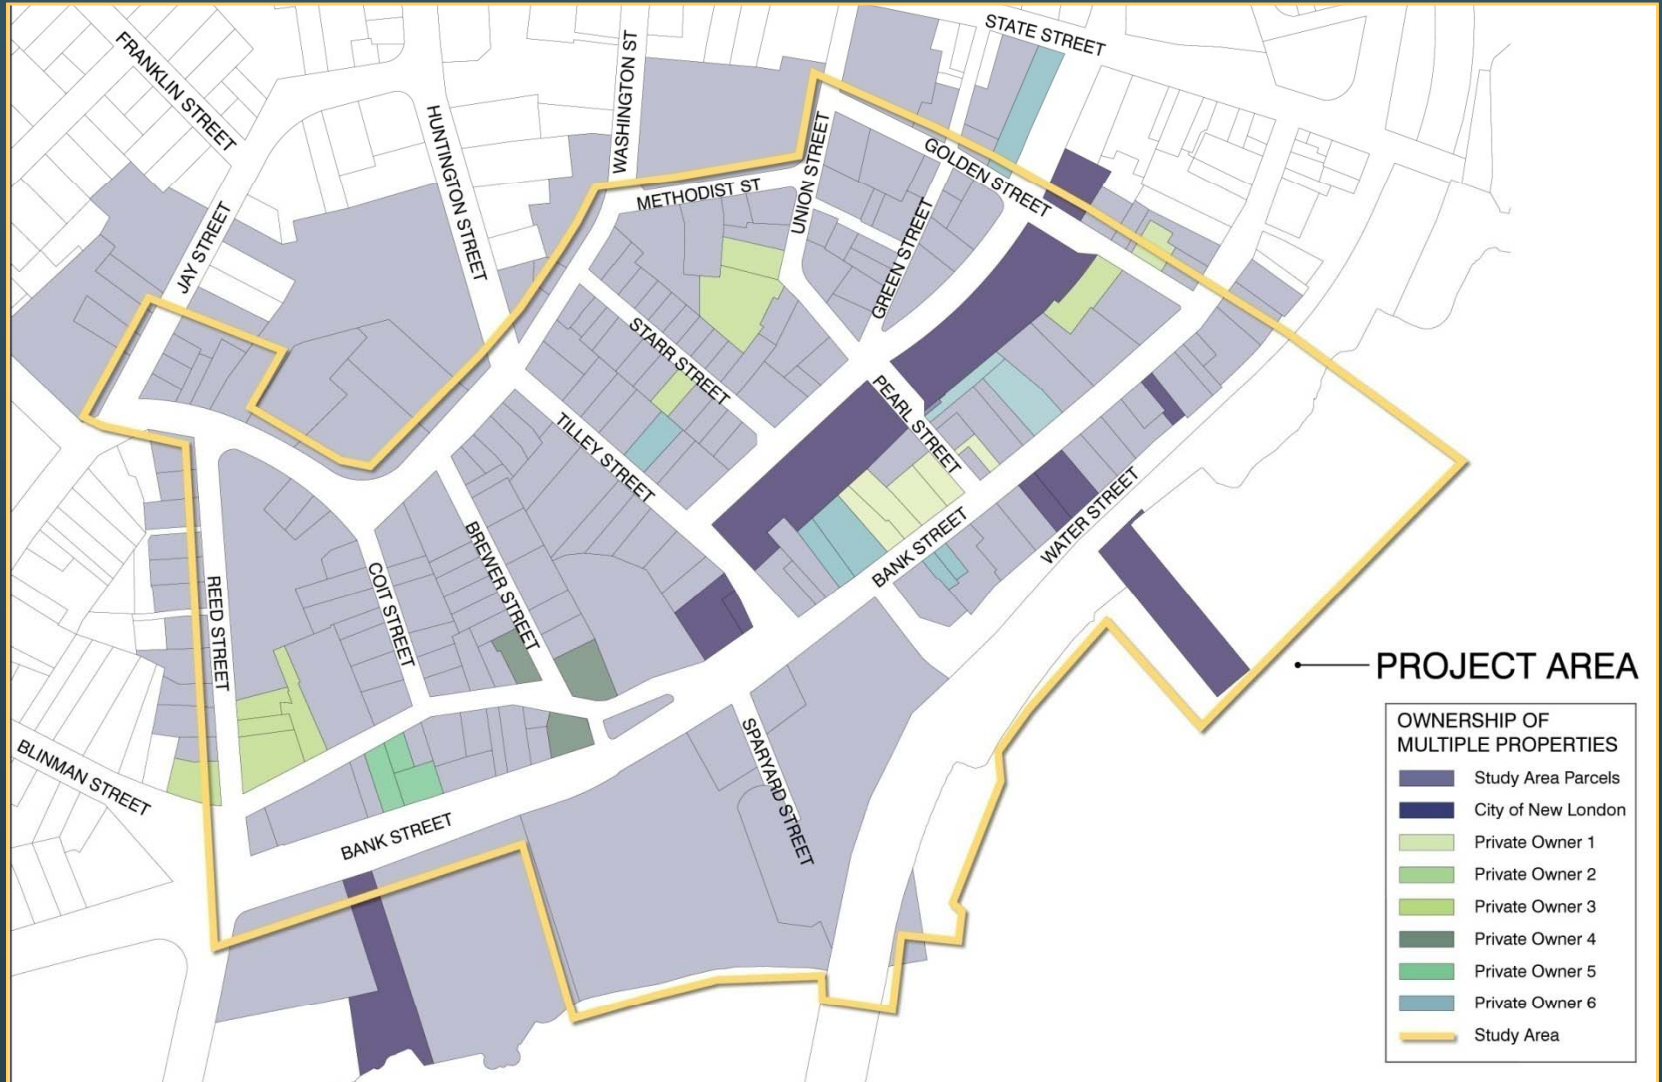 STATE STREET
FRANKLIN STREET
WASHINGTON ST
HUNTINGTON STREET
UNION STREET
GOLDEN STREET
METHODIST ST
JAY STREET
GREEN STREET
STARR STREET
PEARL STREET
TILLEY STREET
BREWER STREET
BANK STREET
WATER STREET
COIT STREET
REED STREET
PROJECT AREA
BLINMAN STREET
SPARYARD STREET
BANK STREET
OWNERSHIP OF
MULTIPLE PROPERTIES
Study Area Parcels
City of New London
Private Owner 1
Private Owner 2
Private Owner 3
Private Owner 4
Private Owner 5
Private Owner 6
Study Area